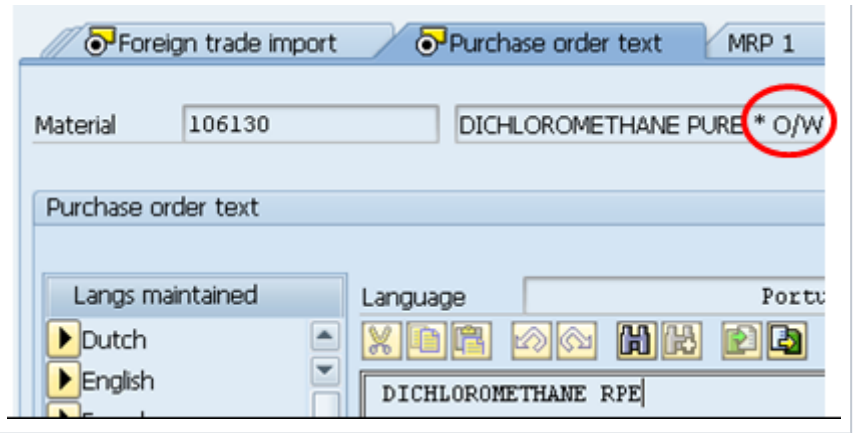 Foreign trade import Purchase order text MRP 1
Material 106130 DICHLOROMETHANE PURE * O/W
Purchase order text
Langs maintained Language
Dutch
English
DICHLOROMETHANE RPE